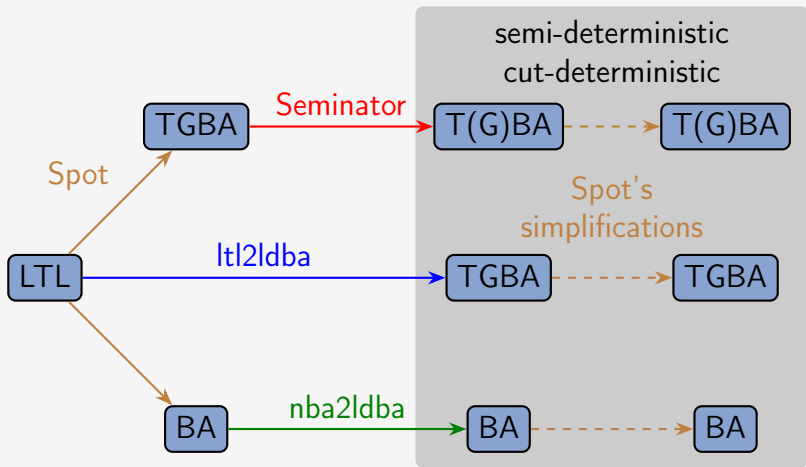 semi-deterministic
cut-deterministic
Seminator
TGBA
T(G)BA
T(G)BA
Spot
Spot's
simplifications
ltl2ldba
LTL
TGBA
TGBA
nba2ldba
BA
BA
BA